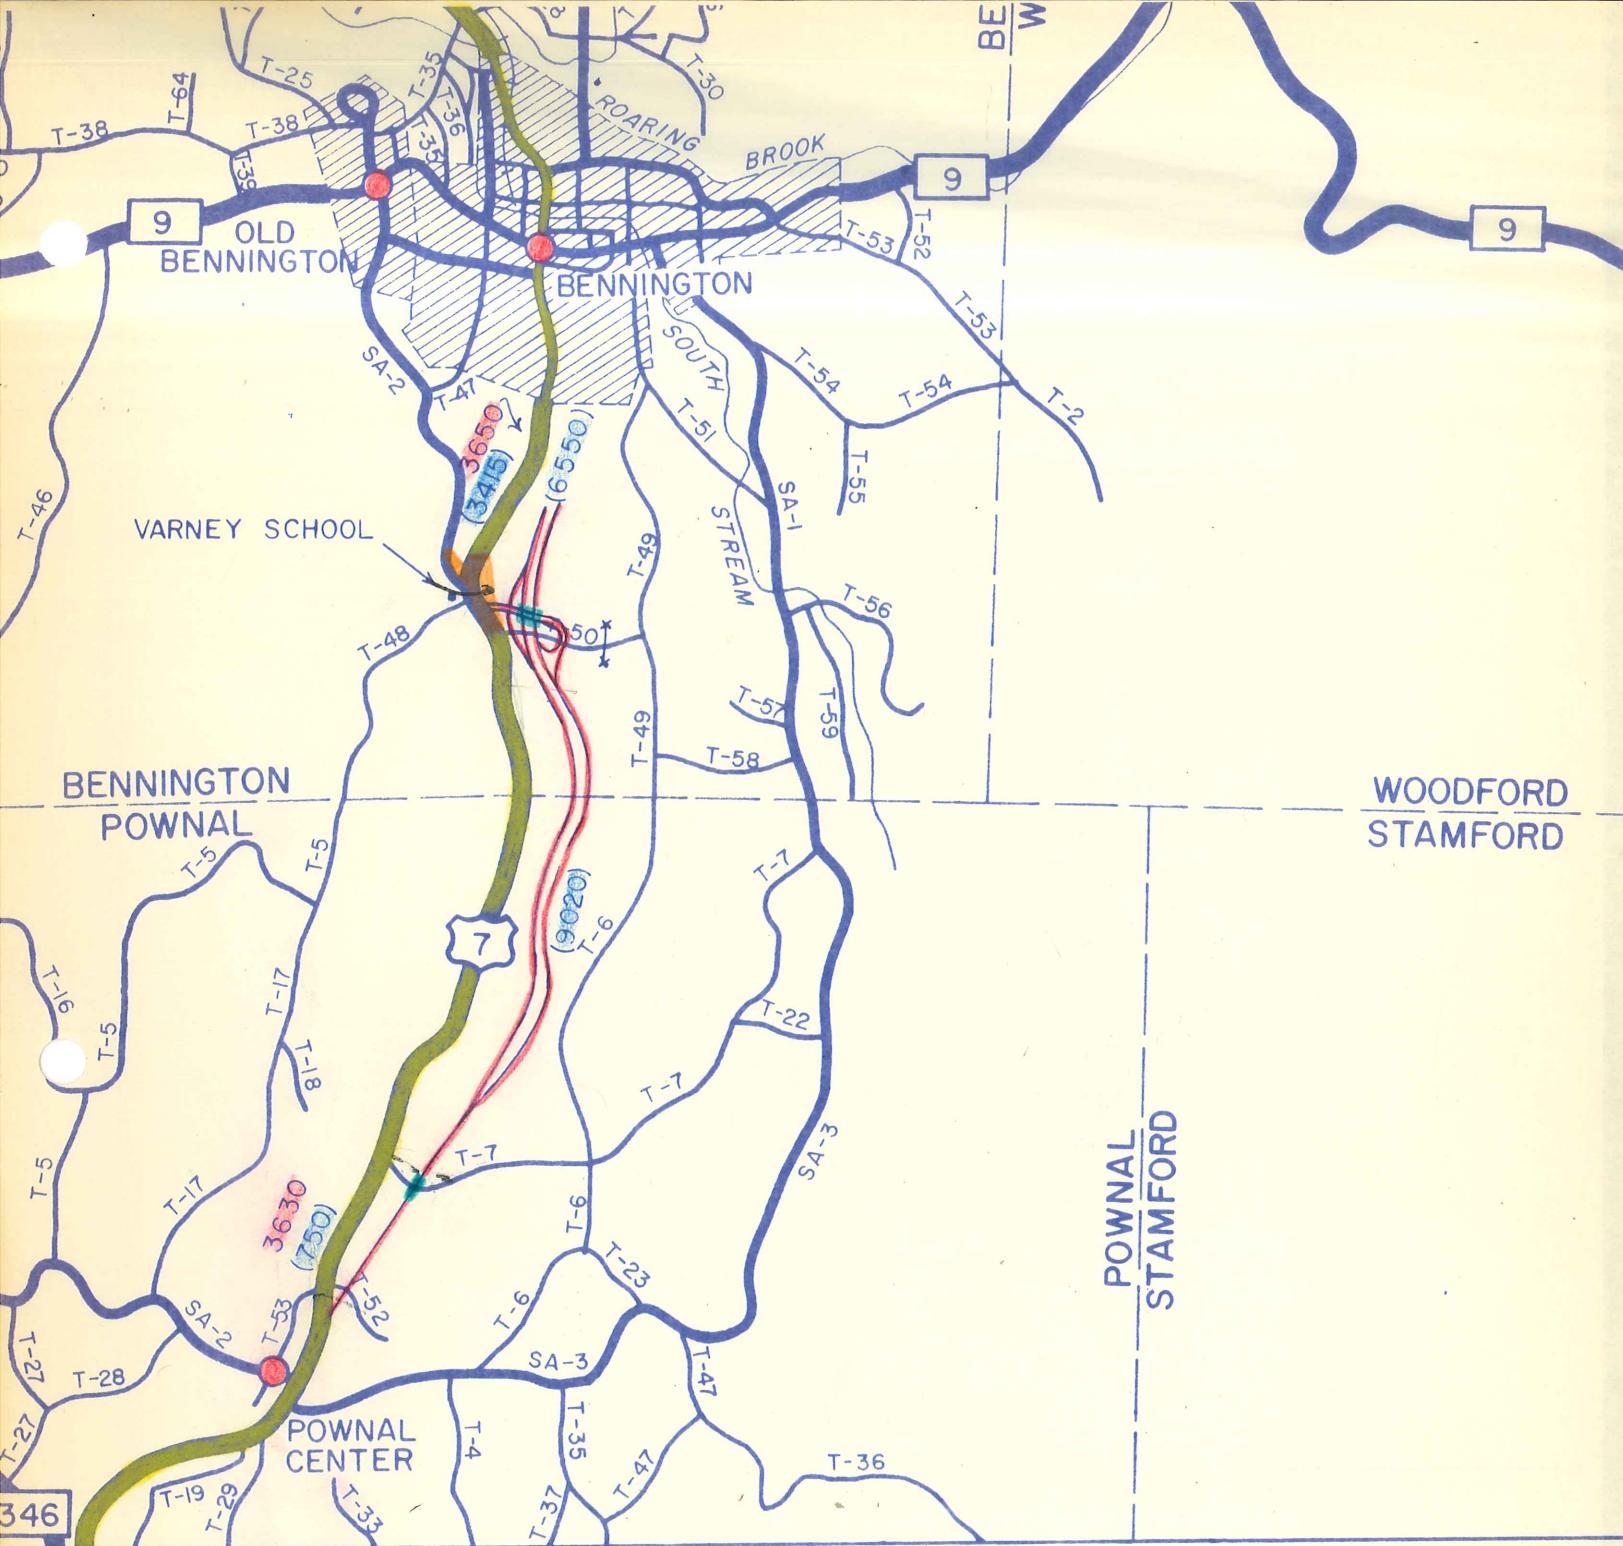 BE
W
T-25
T-35
T-30
T-64
T-36
T-38
T-38
T-35
T-39
ROARING
BROOK
9
9
9
OLD
BENNINGTON
T-53
T-52
BENNINGTON
T-53
SOUTH
SA-2
T-47
T-54
T-54
T-2
3650
(3415)
(6550)
T-51
T-55
T-46
SA-1
VARNEY SCHOOL
STREAM
T-49
T-56
T-48
50
T-57
T-59
T-49
T-58
BENNINGTON
POWNAL
WOODFORD
STAMFORD
T-5
T-5
T-7
(9020)
7
T-6
T-16
T-17
T-5
T-22
T-18
T-7
T-7
SA-3
POWNAL
STAMFORD
T-5
T-17
3630
(750)
T-6
T-23
T-52
T-53
SA-2
T-6
T-27
T-28
SA-3
T-47
T-27
POWNAL
CENTER
T-4
T-35
T-47
T-36
T-19
T-29
T-33
T-37
346